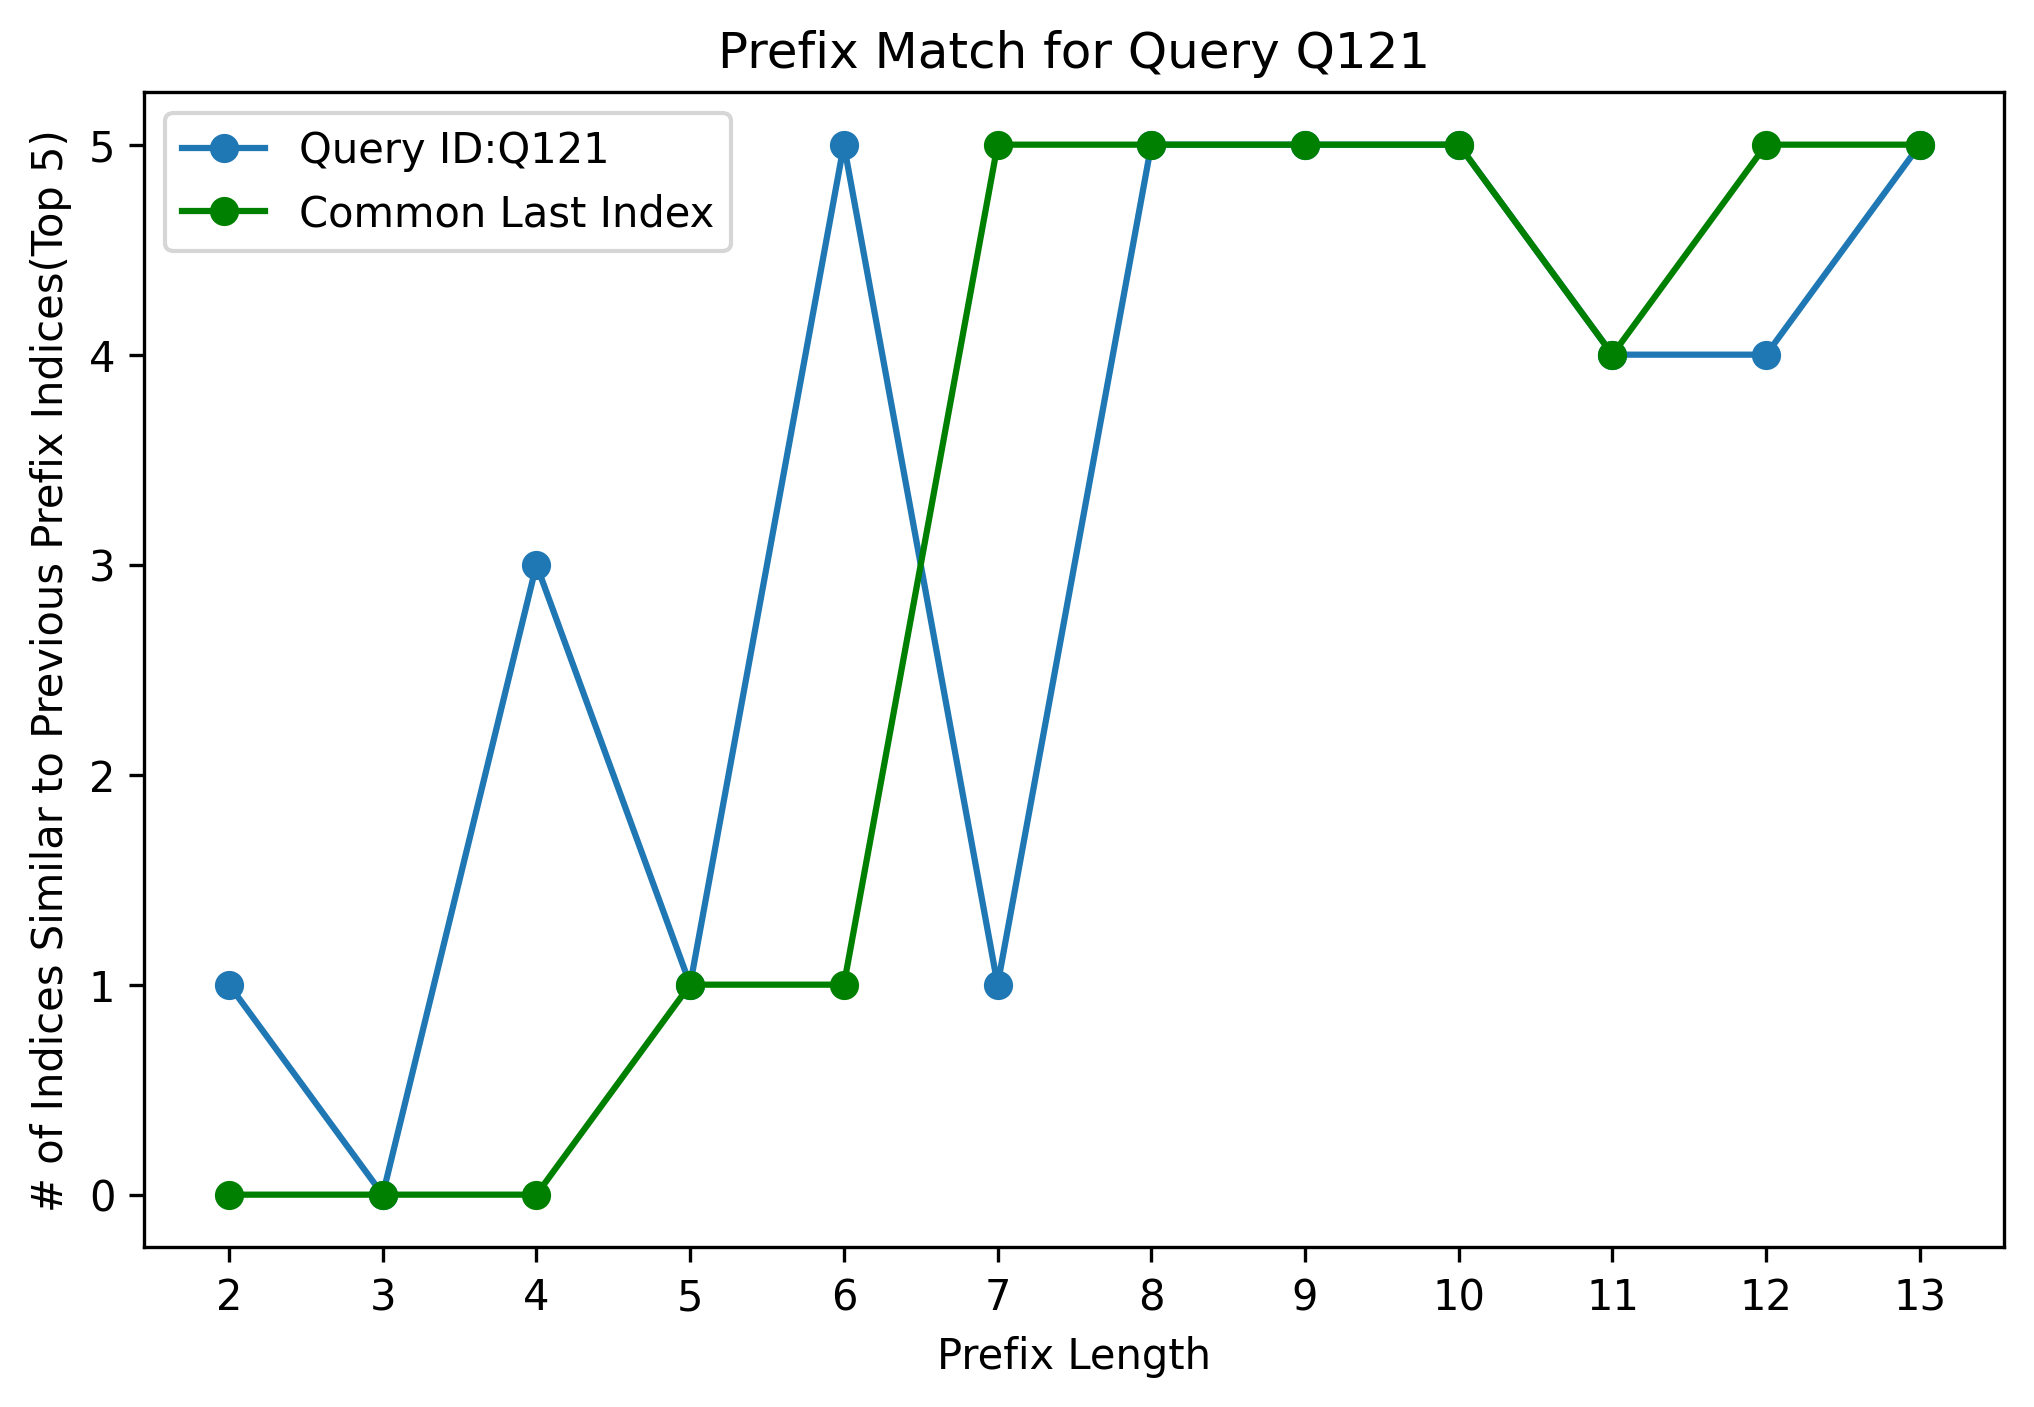 Prefix Match for Query Q121
Query ID:Q121
Common Last Index
# of Indices Similar to Previous Prefix Indices(Top 5)
5
4
3
2
1
0
2 3 4 5 6 7 8 9 10 11 12 13
Prefix Length